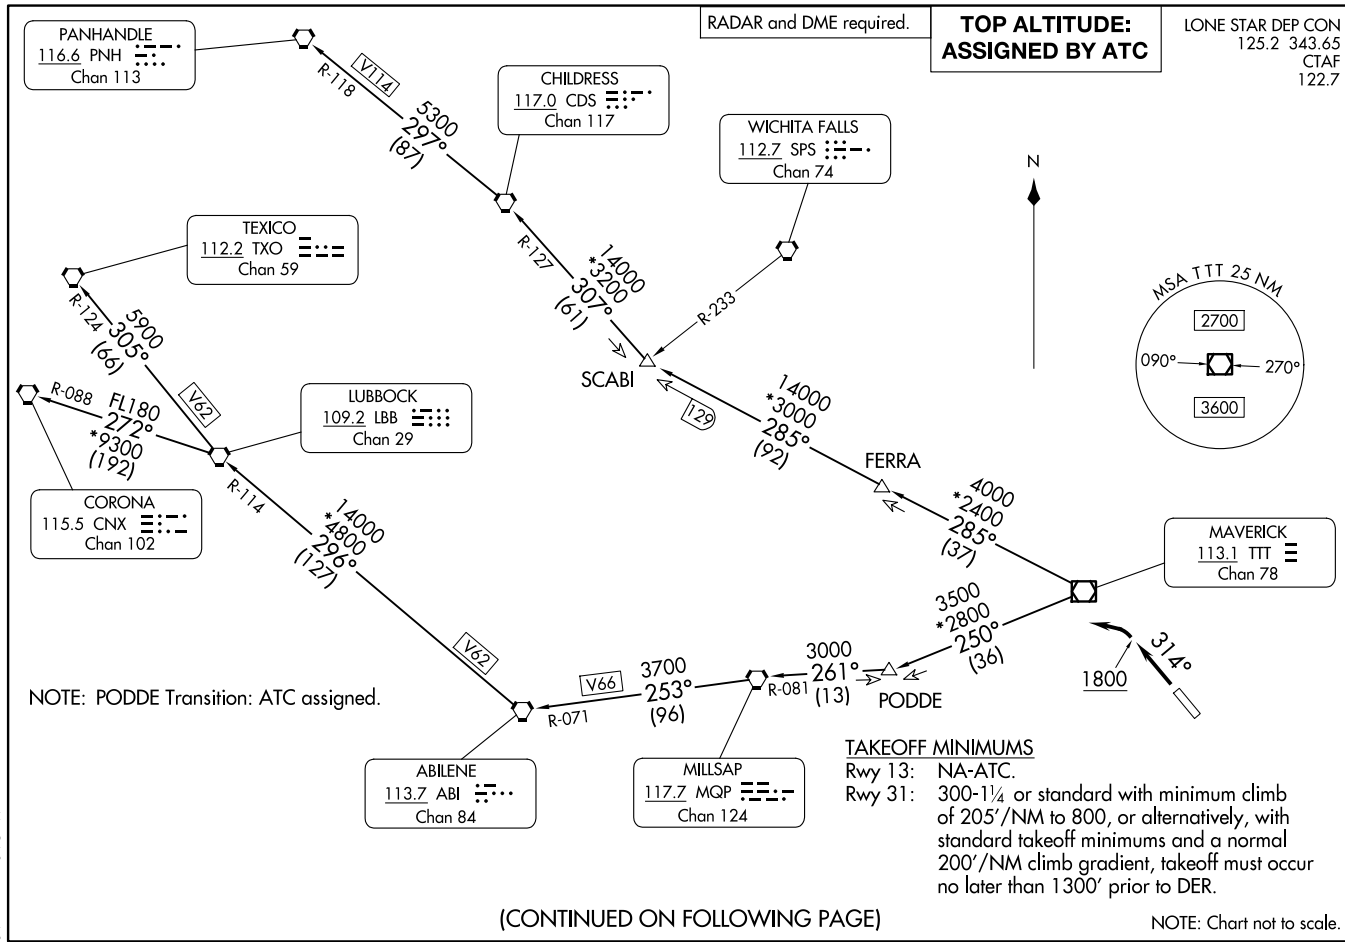 RADAR and DME required.
TOP ALTITUDE:
ASSIGNED BY ATC
LONE STAR DEP CON
125.2 343.65
CTAF
122.7
PANHANDLE
116.6 PNH
Chan 113
R-118
V114
5300
297°
(87)
CHILDRESS
117.0 CDS
Chan 117
WICHITA FALLS
112.7 SPS
Chan 74
N
R-127
14000
*3200
307°
(61)
R-233
SCABI
129
MSA TTT 25 NM
2700
090°
270°
3600
TEXICO
112.2 TXO
Chan 59
R-124
5900
305°
(66)
V62
R-088
FL180
272°
*9300
(192)
LUBBOCK
109.2 LBB
Chan 29
CORONA
115.5 CNX
Chan 102
R-114
14000
*4800
296°
(127)
V62
14000
*3000
285°
(92)
FERRA
4000
*2400
285°
(37)
MAVERICK
113.1 TTT
Chan 78
3500
*2800
250°
(36)
314°
1800
3000
261°
(13)
R-081
PODDE
3700
V66
253°
(96)
R-071
NOTE: PODDE Transition: ATC assigned.
ABILENE
113.7 ABI
Chan 84
MILLSAP
117.7 MQP
Chan 124
TAKEOFF MINIMUMS
Rwy 13: NA-ATC.
Rwy 31: 300-1¼ or standard with minimum climb
of 205'/NM to 800, or alternatively, with
standard takeoff minimums and a normal
200'/NM climb gradient, takeoff must occur
no later than 1300' prior to DER.
(CONTINUED ON FOLLOWING PAGE)
NOTE: Chart not to scale.